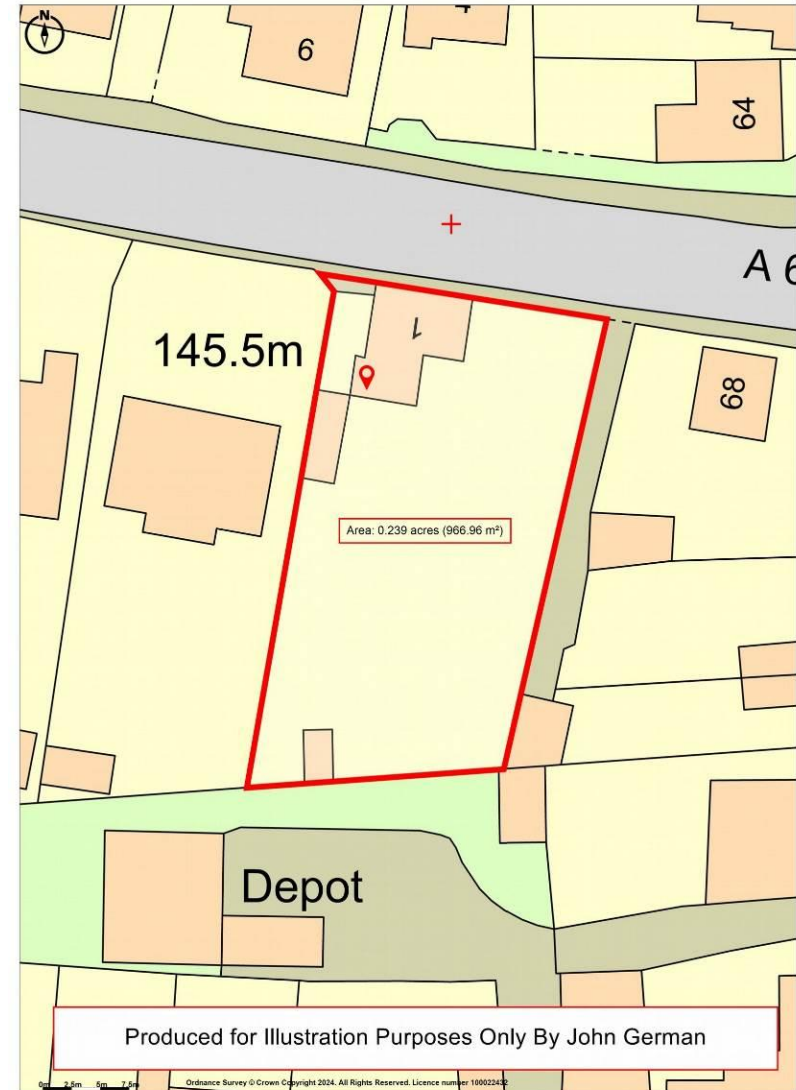 N
6
4
64
A 6
145.5m
1
68
Area: 0.239 acres (966.96 m²)
Depot
Produced for Illustration Purposes Only By John German
0m 2.5m 5m 7.5m
Ordnance Survey © Crown Copyright 2024. All Rights Reserved. Licence number 100022432